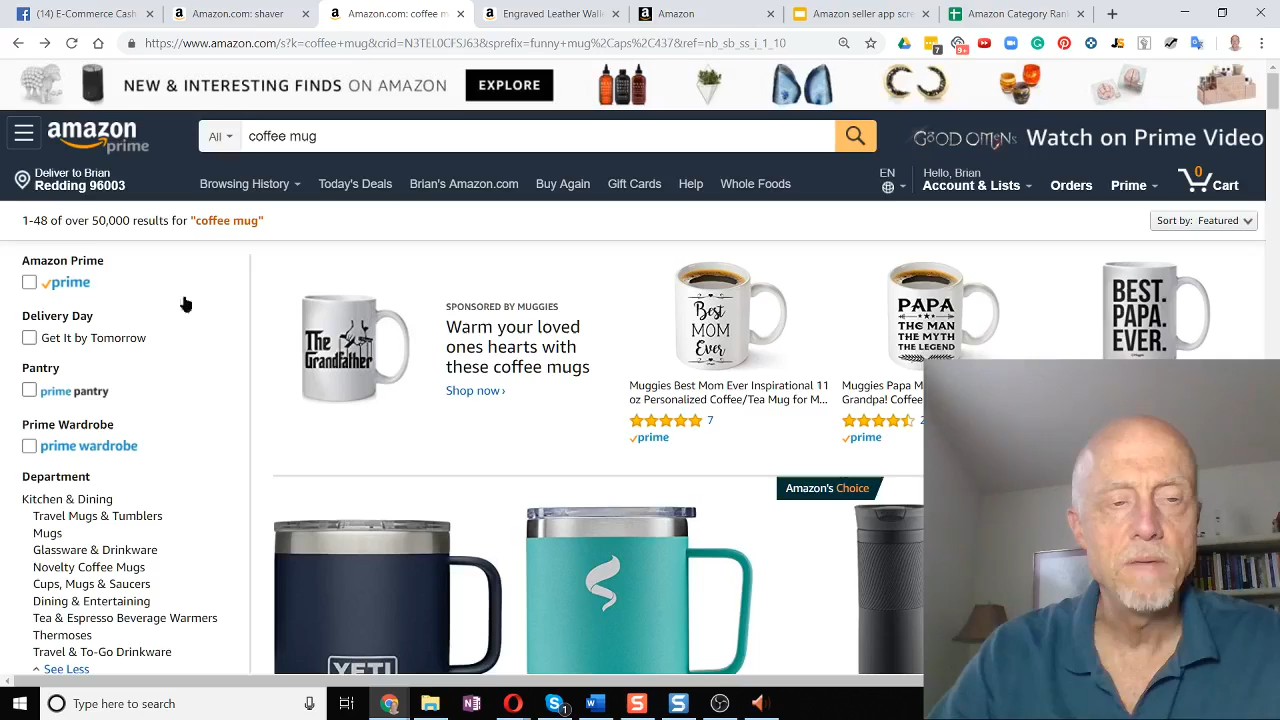 E-Commerce Cash
Amazon.com: shaver
Amazon.com: coffee m
Engraved Leather Walle
Amazon
Amazon seller app scre
Amazon Category Rank
https://www.amazon.com/s?k=coffee+mug&crid=N3TEL0CFSJ63&sprefix=funny+mug%2Caps%2C437&ref=nb_sb_ss_i_1_10
7
9+
NEW & INTERESTING FINDS ON AMAZON
EXPLORE
amazon
prime
All
coffee mug
GOOD OMENS
Watch on Prime Video
Deliver to Brian
Redding 96003
Browsing History
Today's Deals
Brian's Amazon.com
Buy Again
Gift Cards
Help
Whole Foods
EN
Hello, Brian
Account & Lists
Orders
Prime
0
Cart
1-48 of over 50,000 results for "coffee mug"
Sort by: Featured
Amazon Prime
prime
Delivery Day
Get It by Tomorrow
Pantry
prime pantry
Prime Wardrobe
prime wardrobe
Department
Kitchen & Dining
Travel Mugs & Tumblers
Mugs
Glassware & Drinkware
Novelty Coffee Mugs
Cups, Mugs & Saucers
Dining & Entertaining
Tea & Espresso Beverage Warmers
Thermoses
Travel & To-Go Drinkware
See Less
The
Grandfather
SPONSORED BY MUGGIES
Warm your loved
ones hearts with
these coffee mugs
Shop now ›
Best
MOM
Ever
Muggies Best Mom Ever Inspirational 11
oz Personalized Coffee/Tea Mug for M...
7
prime
PAPA
THE MAN
THE MYTH
THE LEGEND
Muggies Papa M
Grandpa! Coffee
prime
BEST.
PAPA.
EVER.
Amazon's Choice
YETI
Type here to search
1